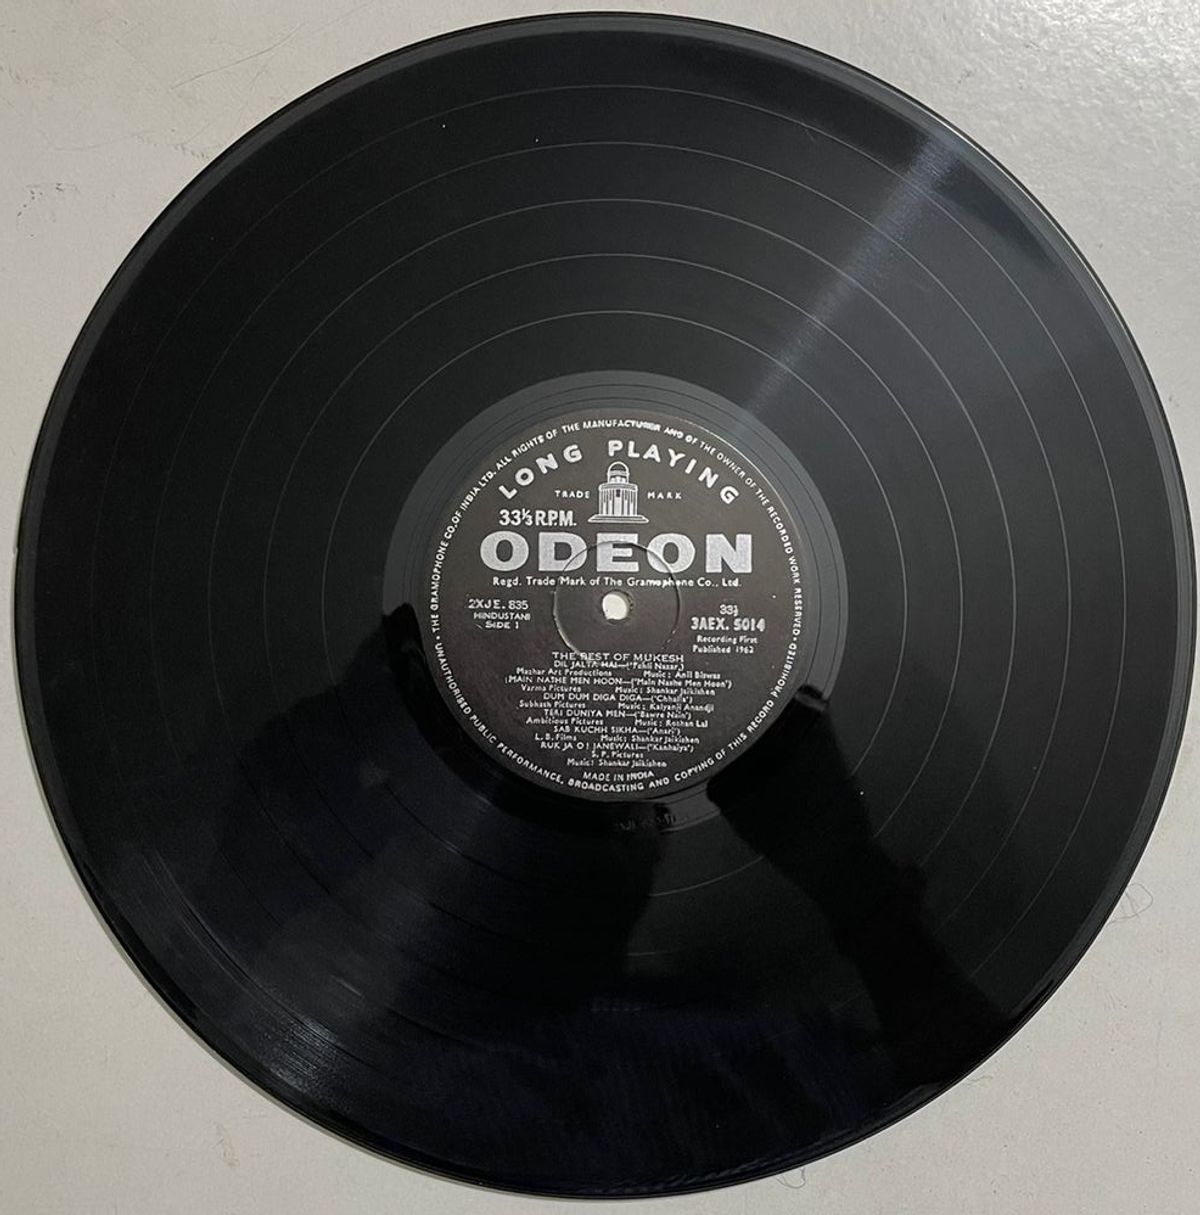 THE GRAMOPHONE CO. OF INDIA LTD. ALL RIGHTS OF THE MANUFACTURER AND OF THE OWNER OF THE RECORDED WORK RESERVED • UNAUTHORISED PUBLIC PERFORMANCE, BROADCASTING AND COPYING OF THIS RECORD PROHIBITED •
LONG PLAYING
TRADE MARK
33⅓ R.P.M.
ODEON
Regd. Trade Mark of The Gramophone Co., Ltd.
2XJE. 835
HINDUSTANI
SIDE 1
33⅓
3AEX. 5014
Recording First
Published 1962
THE BEST OF MUKESH
DIL JALTA HAI—("Pahli Nazar,)
Mazhar Art Productions Music: Anil Biswas
MAIN NASHE MEN HOON—("Main Nashe Men Hoon")
Varma Pictures Music: Shankar Jaikishen
DUM DUM DIGA DIGA—("Chhalia")
Subhash Pictures Music: Kalyanji Anandji
TERI DUNIYA MEN—("Bawre Nain")
Ambitious Pictures Music: Roshan Lal
SAB KUCHH SIKHA—("Anari")
L. B. Films Music: Shankar Jaikishen
RUK JA O! JANEWALI—("Kanhaiya")
S. P. Pictures
Music: Shankar Jaikishen
MADE IN INDIA